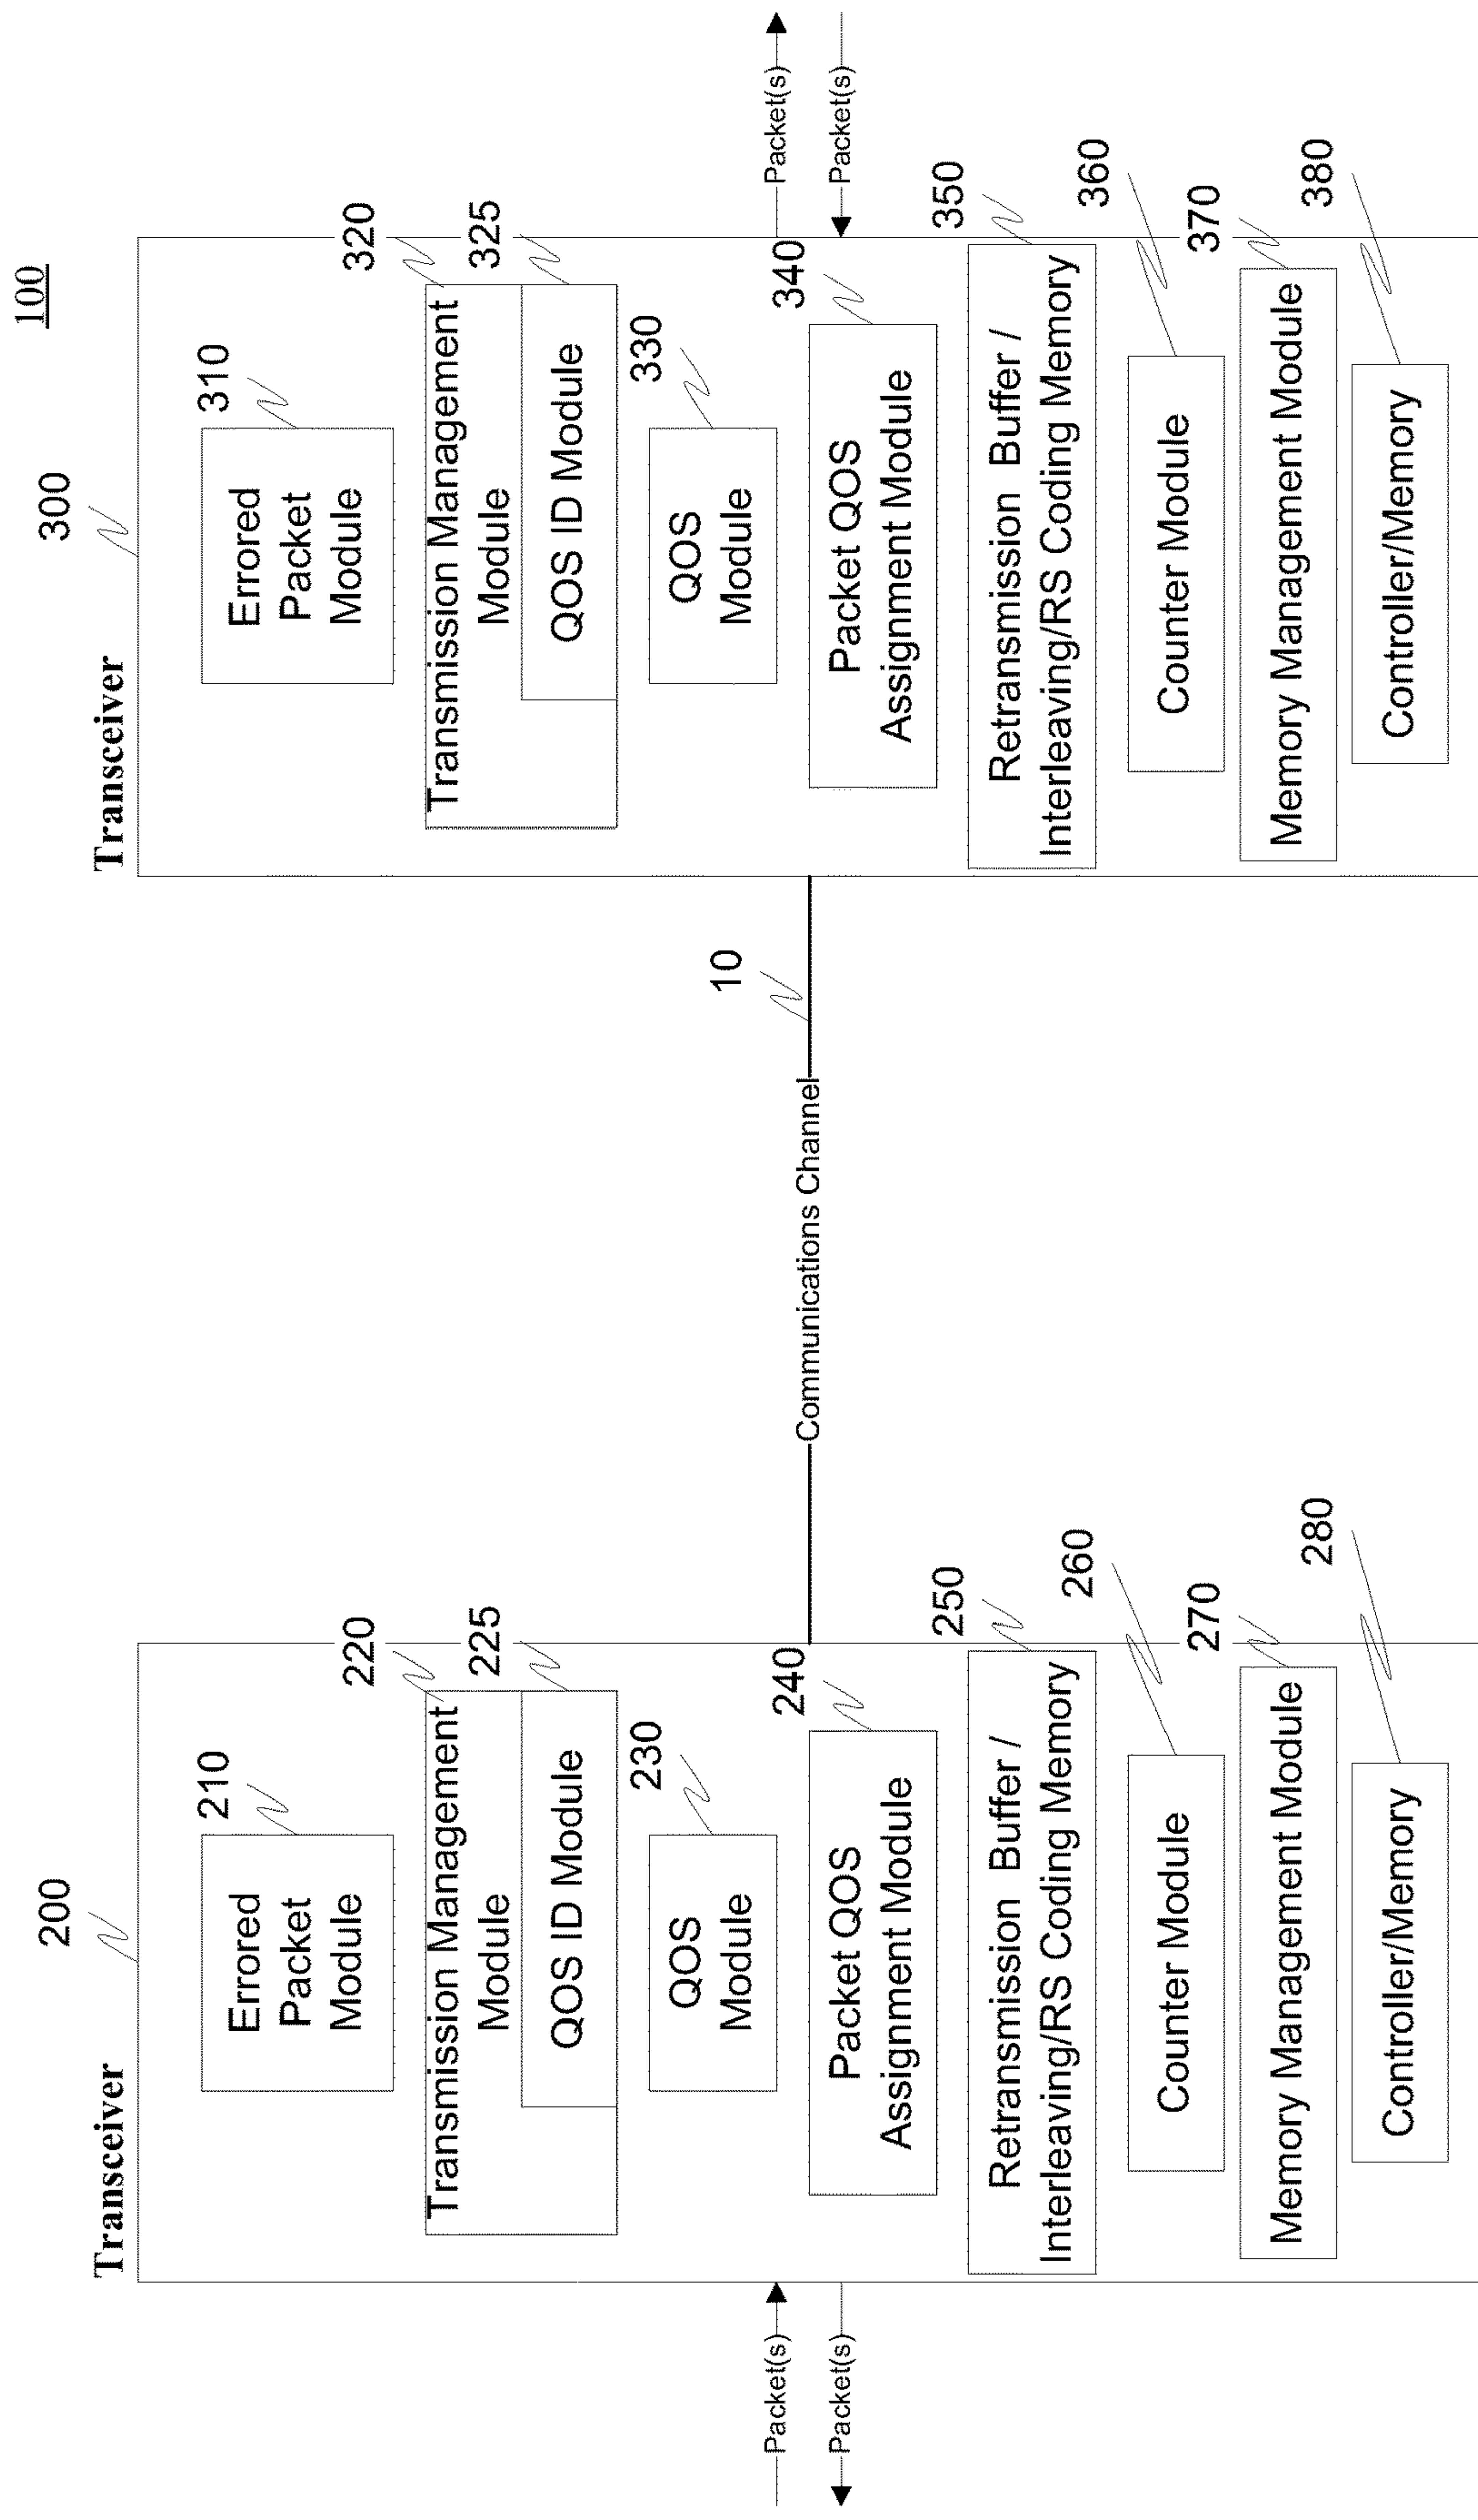 100
200
Transceiver
210
Errored
Packet
Module
220
Transmission Management
Module
225
QOS ID Module
230
QOS
Module
240
Packet QOS
Assignment Module
250
Retransmission Buffer /
Interleaving/RS Coding Memory
260
Counter Module
270
Memory Management Module
280
Controller/Memory
Packet(s)
Packet(s)
10
Communications Channel
300
Transceiver
310
Errored
Packet
Module
320
Transmission Management
Module
325
QOS ID Module
330
QOS
Module
340
Packet QOS
Assignment Module
350
Retransmission Buffer /
Interleaving/RS Coding Memory
360
Counter Module
370
Memory Management Module
380
Controller/Memory
Packet(s)
Packet(s)